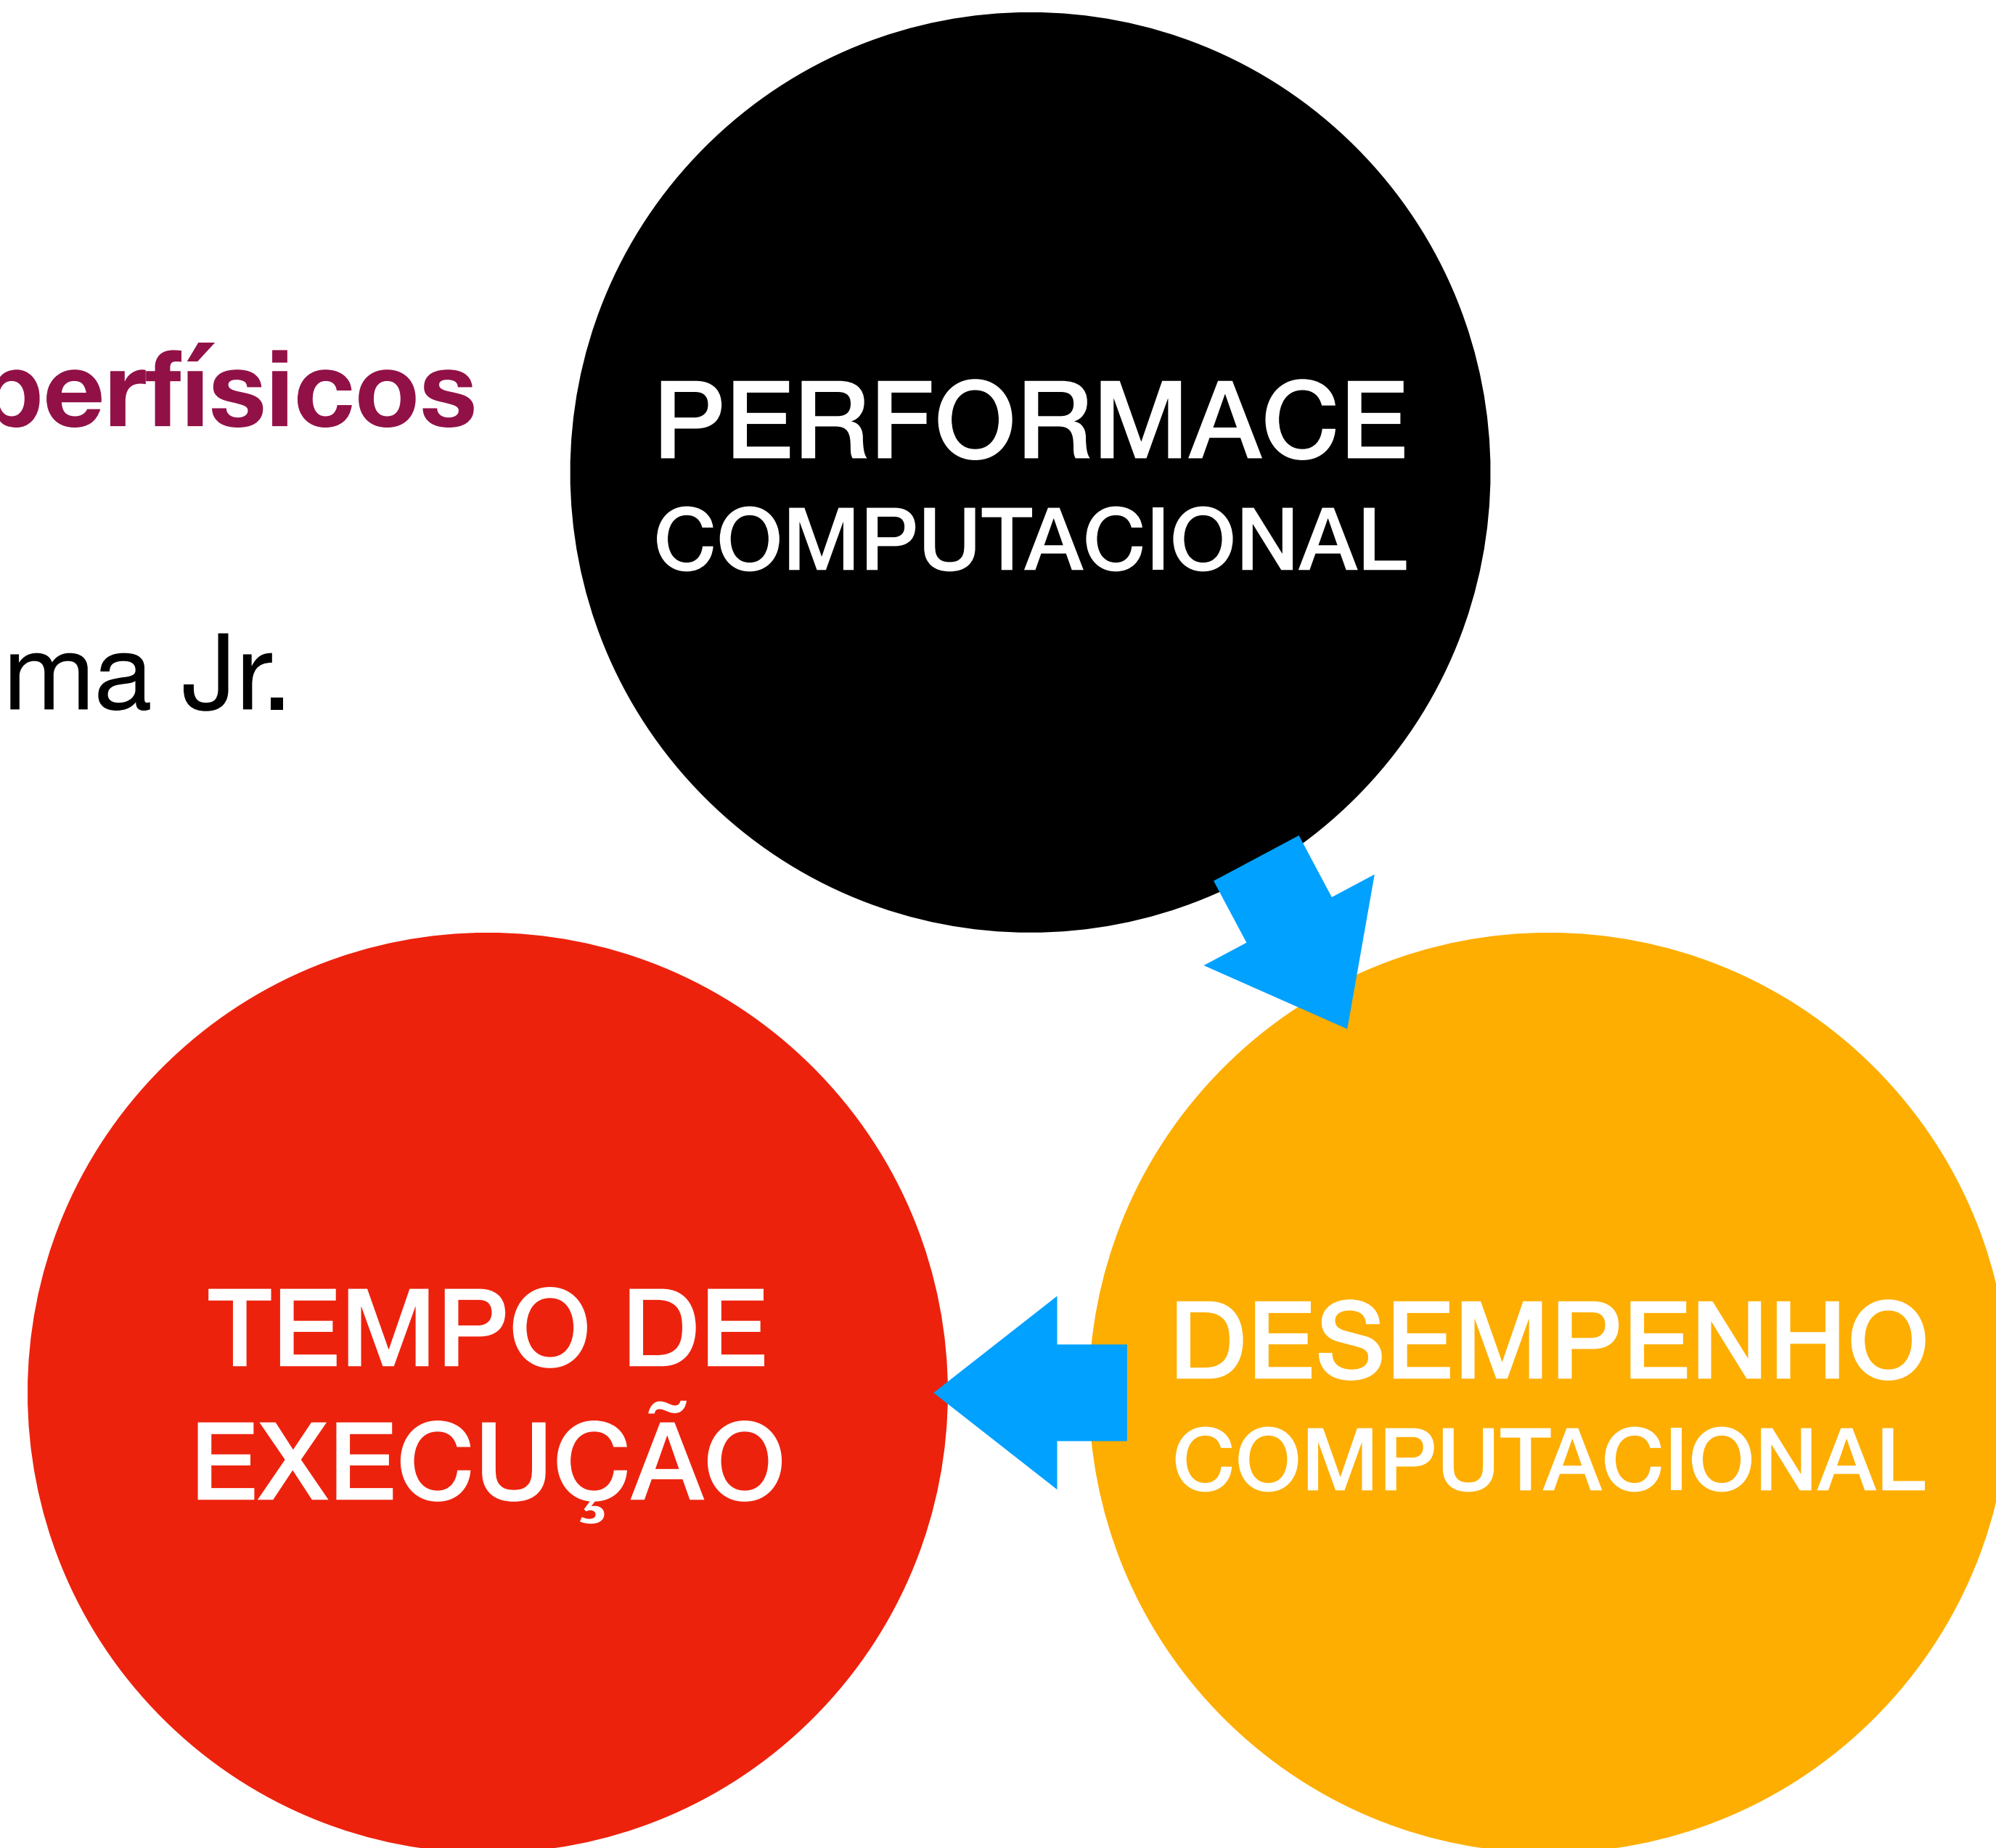 perfísicos
PERFORMACE
COMPUTACIONAL
ma Jr.
TEMPO DE
EXECUÇÃO
DESEMPENHO
COMPUTACIONAL